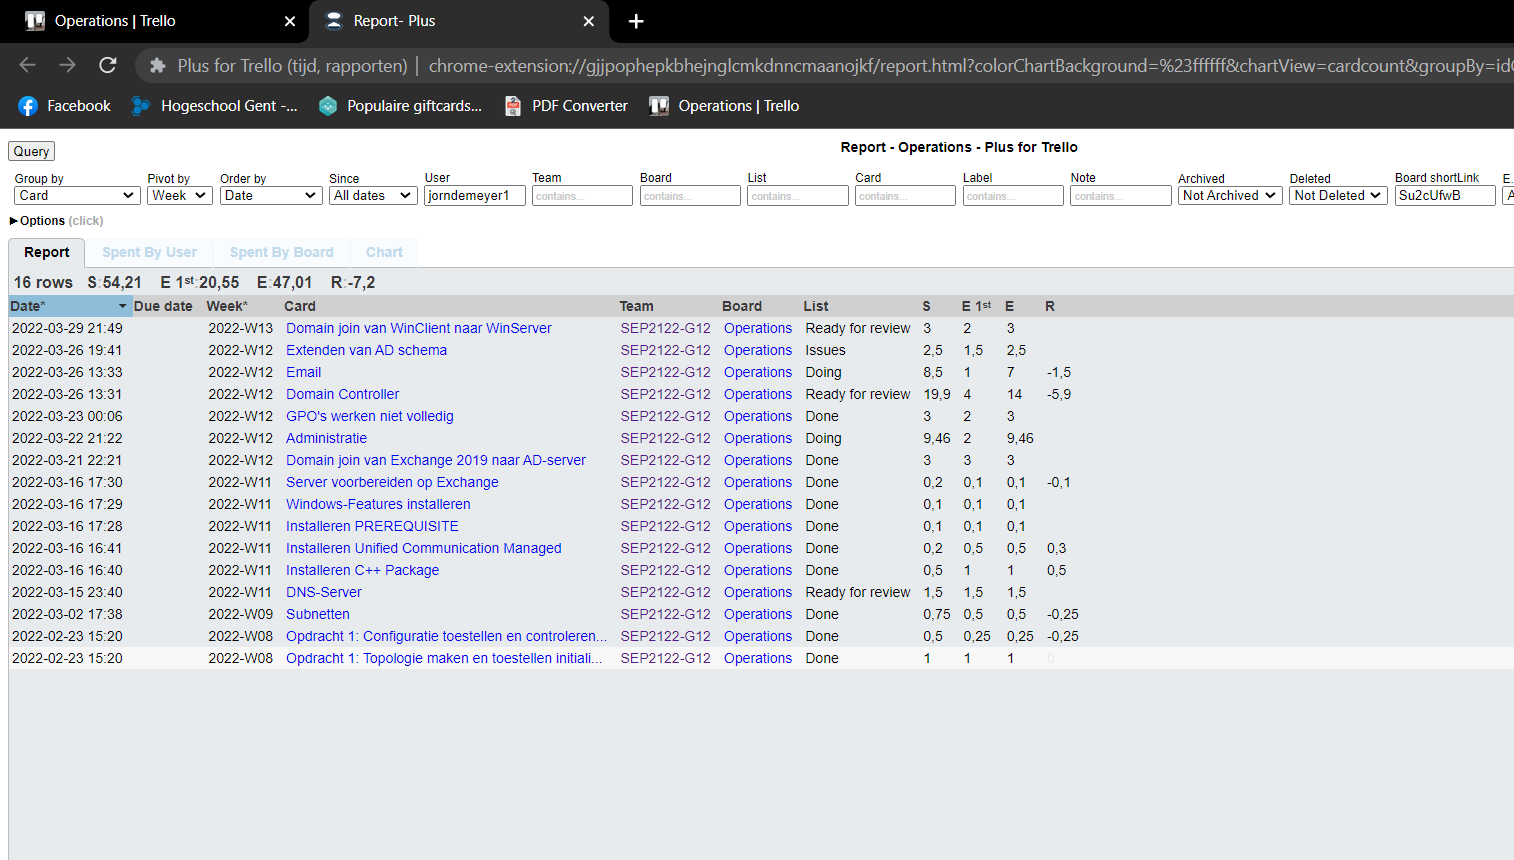 Operations | Trello Report- Plus
Plus for Trello (tijd, rapporten) | chrome-extension://gjjpophepkbhejnglcmkdnncmaanojkf/report.html?colorChartBackground=%23ffffff&chartView=cardcount&groupBy=id
Facebook Hogeschool Gent -... Populaire giftcards... PDF Converter Operations | Trello
Query Report - Operations - Plus for Trello
Group by Pivot by Order by Since User Team Board List Card Label Note Archived Deleted Board shortLink E.
Card Week Date All dates jorndemeyer1 contains... contains... contains... contains... contains... contains... Not Archived Not Deleted Su2cUfwB A
Options (click)
Report Spent By User Spent By Board Chart
16 rows S:54,21 E 1st:20,55 E:47,01 R:-7,2
Date* Due date Week* Card Team Board List S E 1st E R
2022-03-29 21:49 2022-W13 Domain join van WinClient naar WinServer SEP2122-G12 Operations Ready for review 3 2 3
2022-03-26 19:41 2022-W12 Extenden van AD schema SEP2122-G12 Operations Issues 2,5 1,5 2,5
2022-03-26 13:33 2022-W12 Email SEP2122-G12 Operations Doing 8,5 1 7 -1,5
2022-03-26 13:31 2022-W12 Domain Controller SEP2122-G12 Operations Ready for review 19,9 4 14 -5,9
2022-03-23 00:06 2022-W12 GPO's werken niet volledig SEP2122-G12 Operations Done 3 2 3
2022-03-22 21:22 2022-W12 Administratie SEP2122-G12 Operations Doing 9,46 2 9,46
2022-03-21 22:21 2022-W12 Domain join van Exchange 2019 naar AD-server SEP2122-G12 Operations Done 3 3 3
2022-03-16 17:30 2022-W11 Server voorbereiden op Exchange SEP2122-G12 Operations Done 0,2 0,1 0,1 -0,1
2022-03-16 17:29 2022-W11 Windows-Features installeren SEP2122-G12 Operations Done 0,1 0,1 0,1
2022-03-16 17:28 2022-W11 Installeren PREREQUISITE SEP2122-G12 Operations Done 0,1 0,1 0,1
2022-03-16 16:41 2022-W11 Installeren Unified Communication Managed SEP2122-G12 Operations Done 0,2 0,5 0,5 0,3
2022-03-16 16:40 2022-W11 Installeren C++ Package SEP2122-G12 Operations Done 0,5 1 1 0,5
2022-03-15 23:40 2022-W11 DNS-Server SEP2122-G12 Operations Ready for review 1,5 1,5 1,5
2022-03-02 17:38 2022-W09 Subnetten SEP2122-G12 Operations Done 0,75 0,5 0,5 -0,25
2022-02-23 15:20 2022-W08 Opdracht 1: Configuratie toestellen en controleren... SEP2122-G12 Operations Done 0,5 0,25 0,25 -0,25
2022-02-23 15:20 2022-W08 Opdracht 1: Topologie maken en toestellen initiali... SEP2122-G12 Operations Done 1 1 1 0